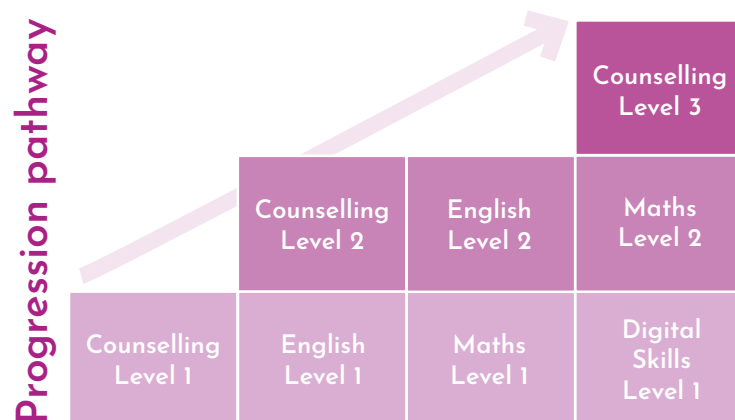 Progression pathway
Counselling
Level 3
Counselling
Level 2
English
Level 2
Maths
Level 2
Counselling
Level 1
English
Level 1
Maths
Level 1
Digital
Skills
Level 1